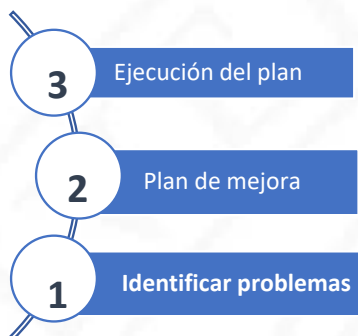 3
Ejecución del plan
2
Plan de mejora
1
Identificar problemas